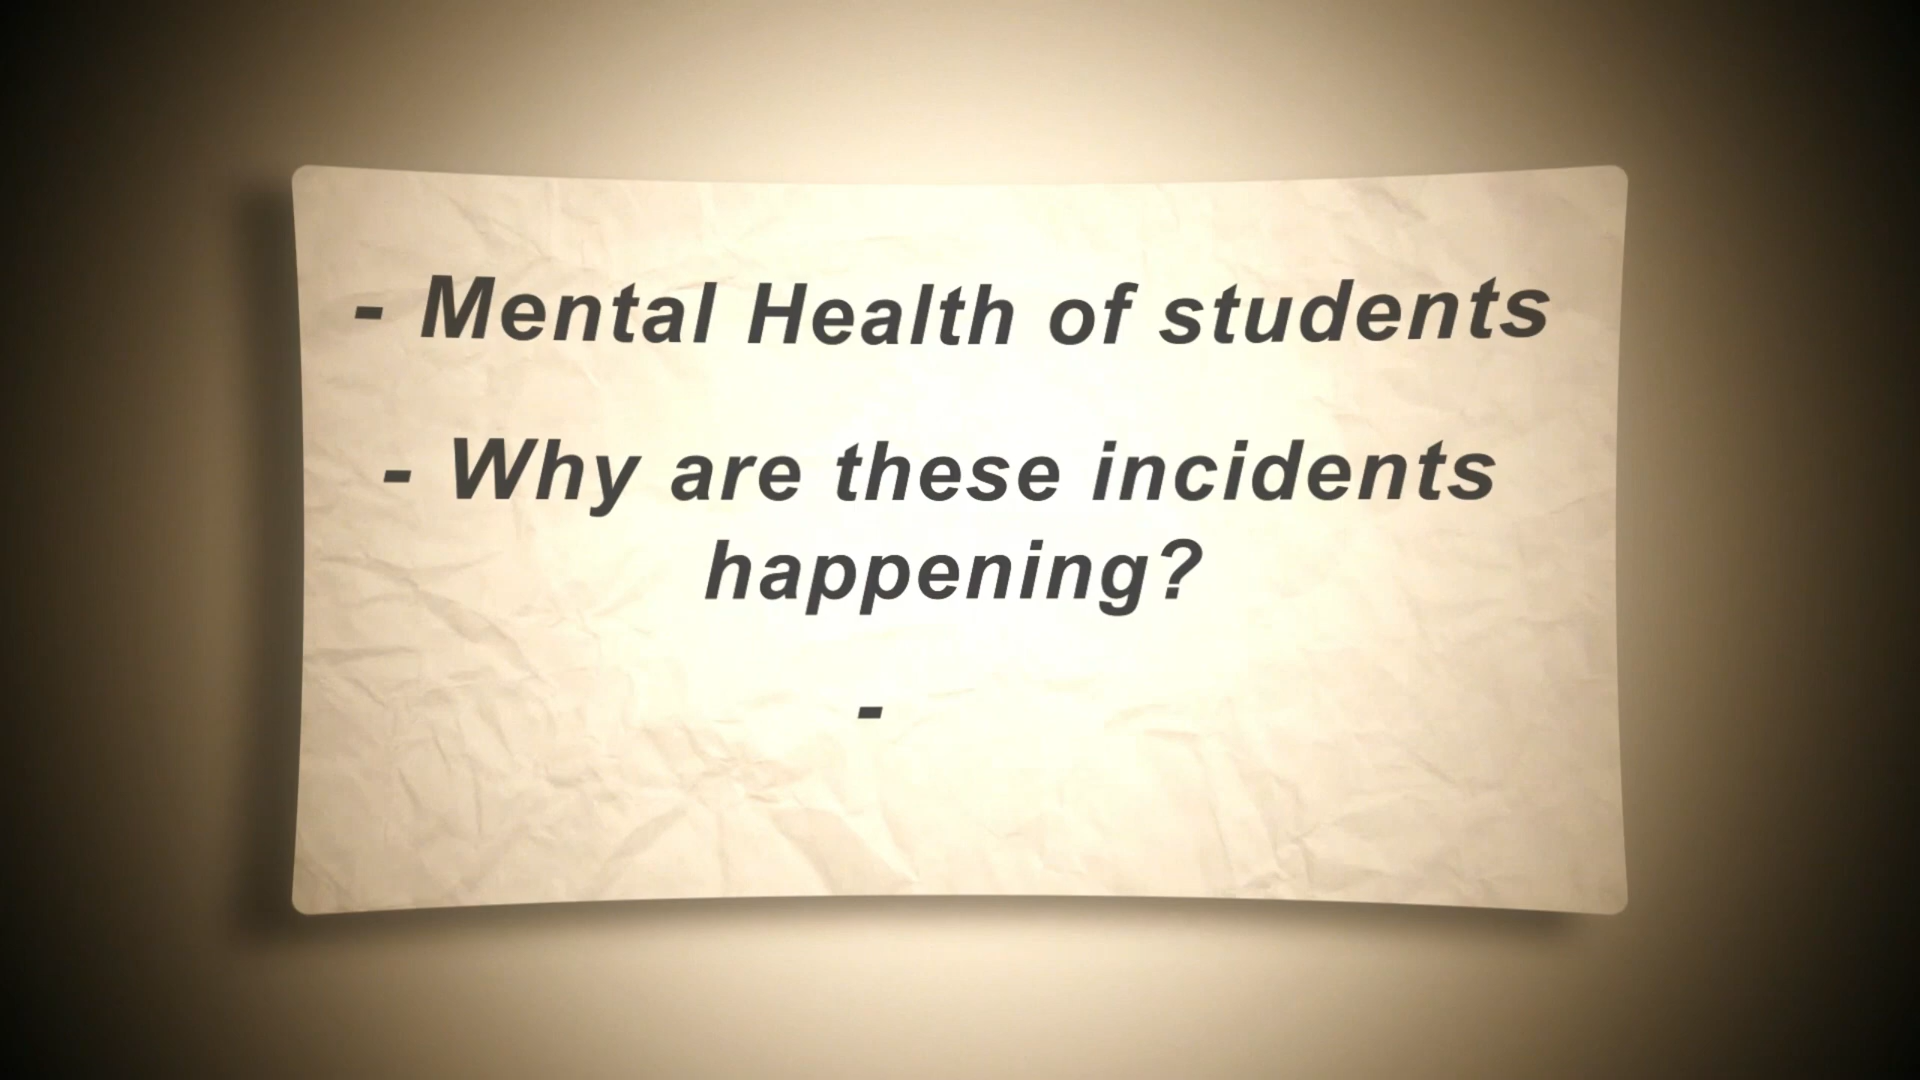 - Mental Health of students
- Why are these incidents
happening?
-